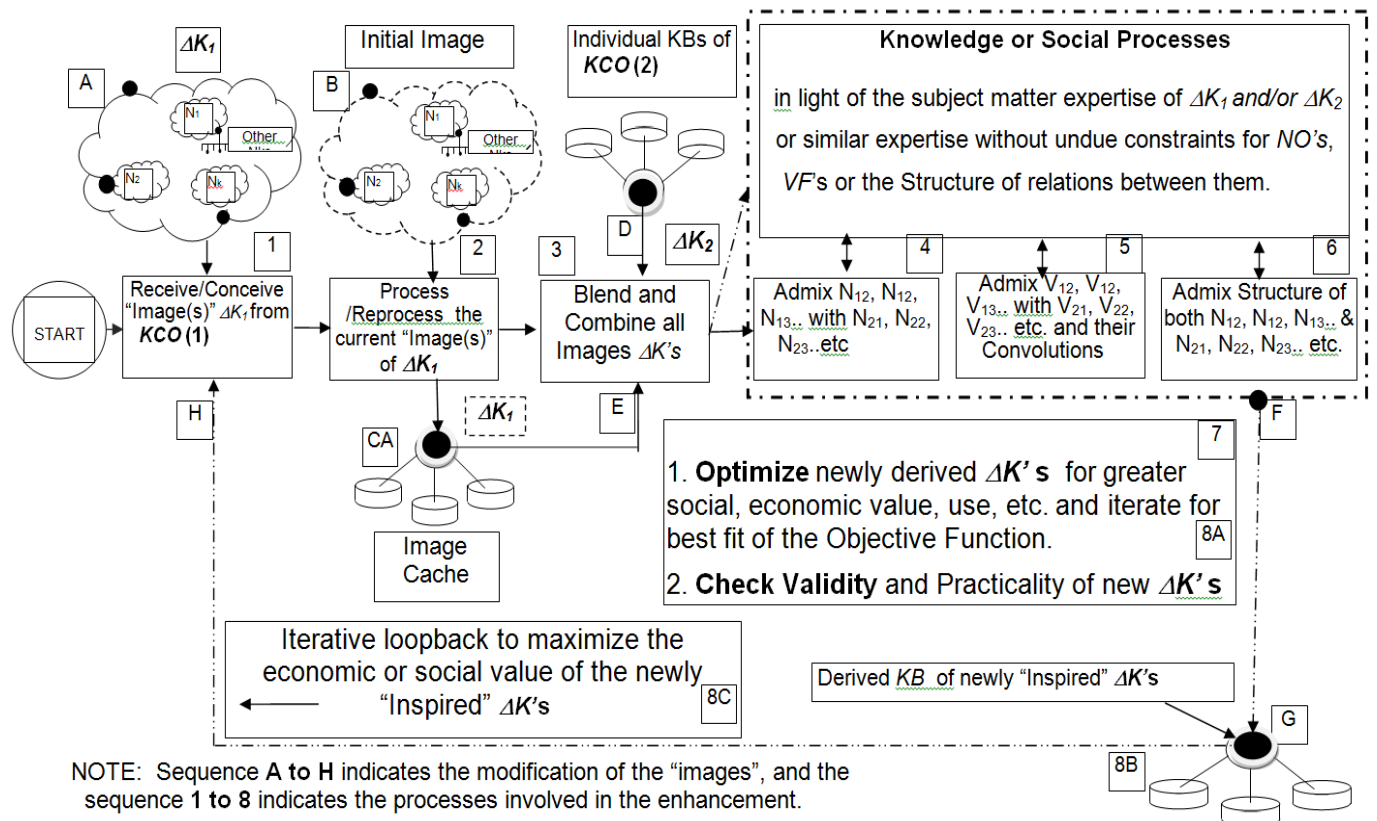 ΔK₁
A
N₁
Other
N₂
Nₖ
Initial Image
B
N₁
Other
N₂
Nₖ
Individual KBs of
KCO (2)
D
ΔK₂
Knowledge or Social Processes
in light of the subject matter expertise of ΔK₁ and/or ΔK₂
or similar expertise without undue constraints for NO's,
VF's or the Structure of relations between them.
START
1
Receive/Conceive
“Image(s)” ΔK₁ from
KCO (1)
2
Process
/Reprocess the
current “Image(s)”
of ΔK₁
3
Blend and
Combine all
Images ΔK's
4
Admix N₁₂, N₁₂,
N₁₃.. with N₂₁, N₂₂,
N₂₃..etc
5
Admix V₁₂, V₁₂,
V₁₃.. with V₂₁, V₂₂,
V₂₃.. etc. and their
Convolutions
6
Admix Structure of
both N₁₂, N₁₂, N₁₃.. &
N₂₁, N₂₂, N₂₃.. etc.
H
ΔK₁
E
F
CA
Image
Cache
7
1. Optimize newly derived ΔK' s for greater
social, economic value, use, etc. and iterate for
best fit of the Objective Function.
8A
2. Check Validity and Practicality of new ΔK' s
Iterative loopback to maximize the
economic or social value of the newly
“Inspired” ΔK's
8C
Derived KB of newly “Inspired” ΔK's
G
8B
NOTE: Sequence A to H indicates the modification of the “images”, and the
sequence 1 to 8 indicates the processes involved in the enhancement.